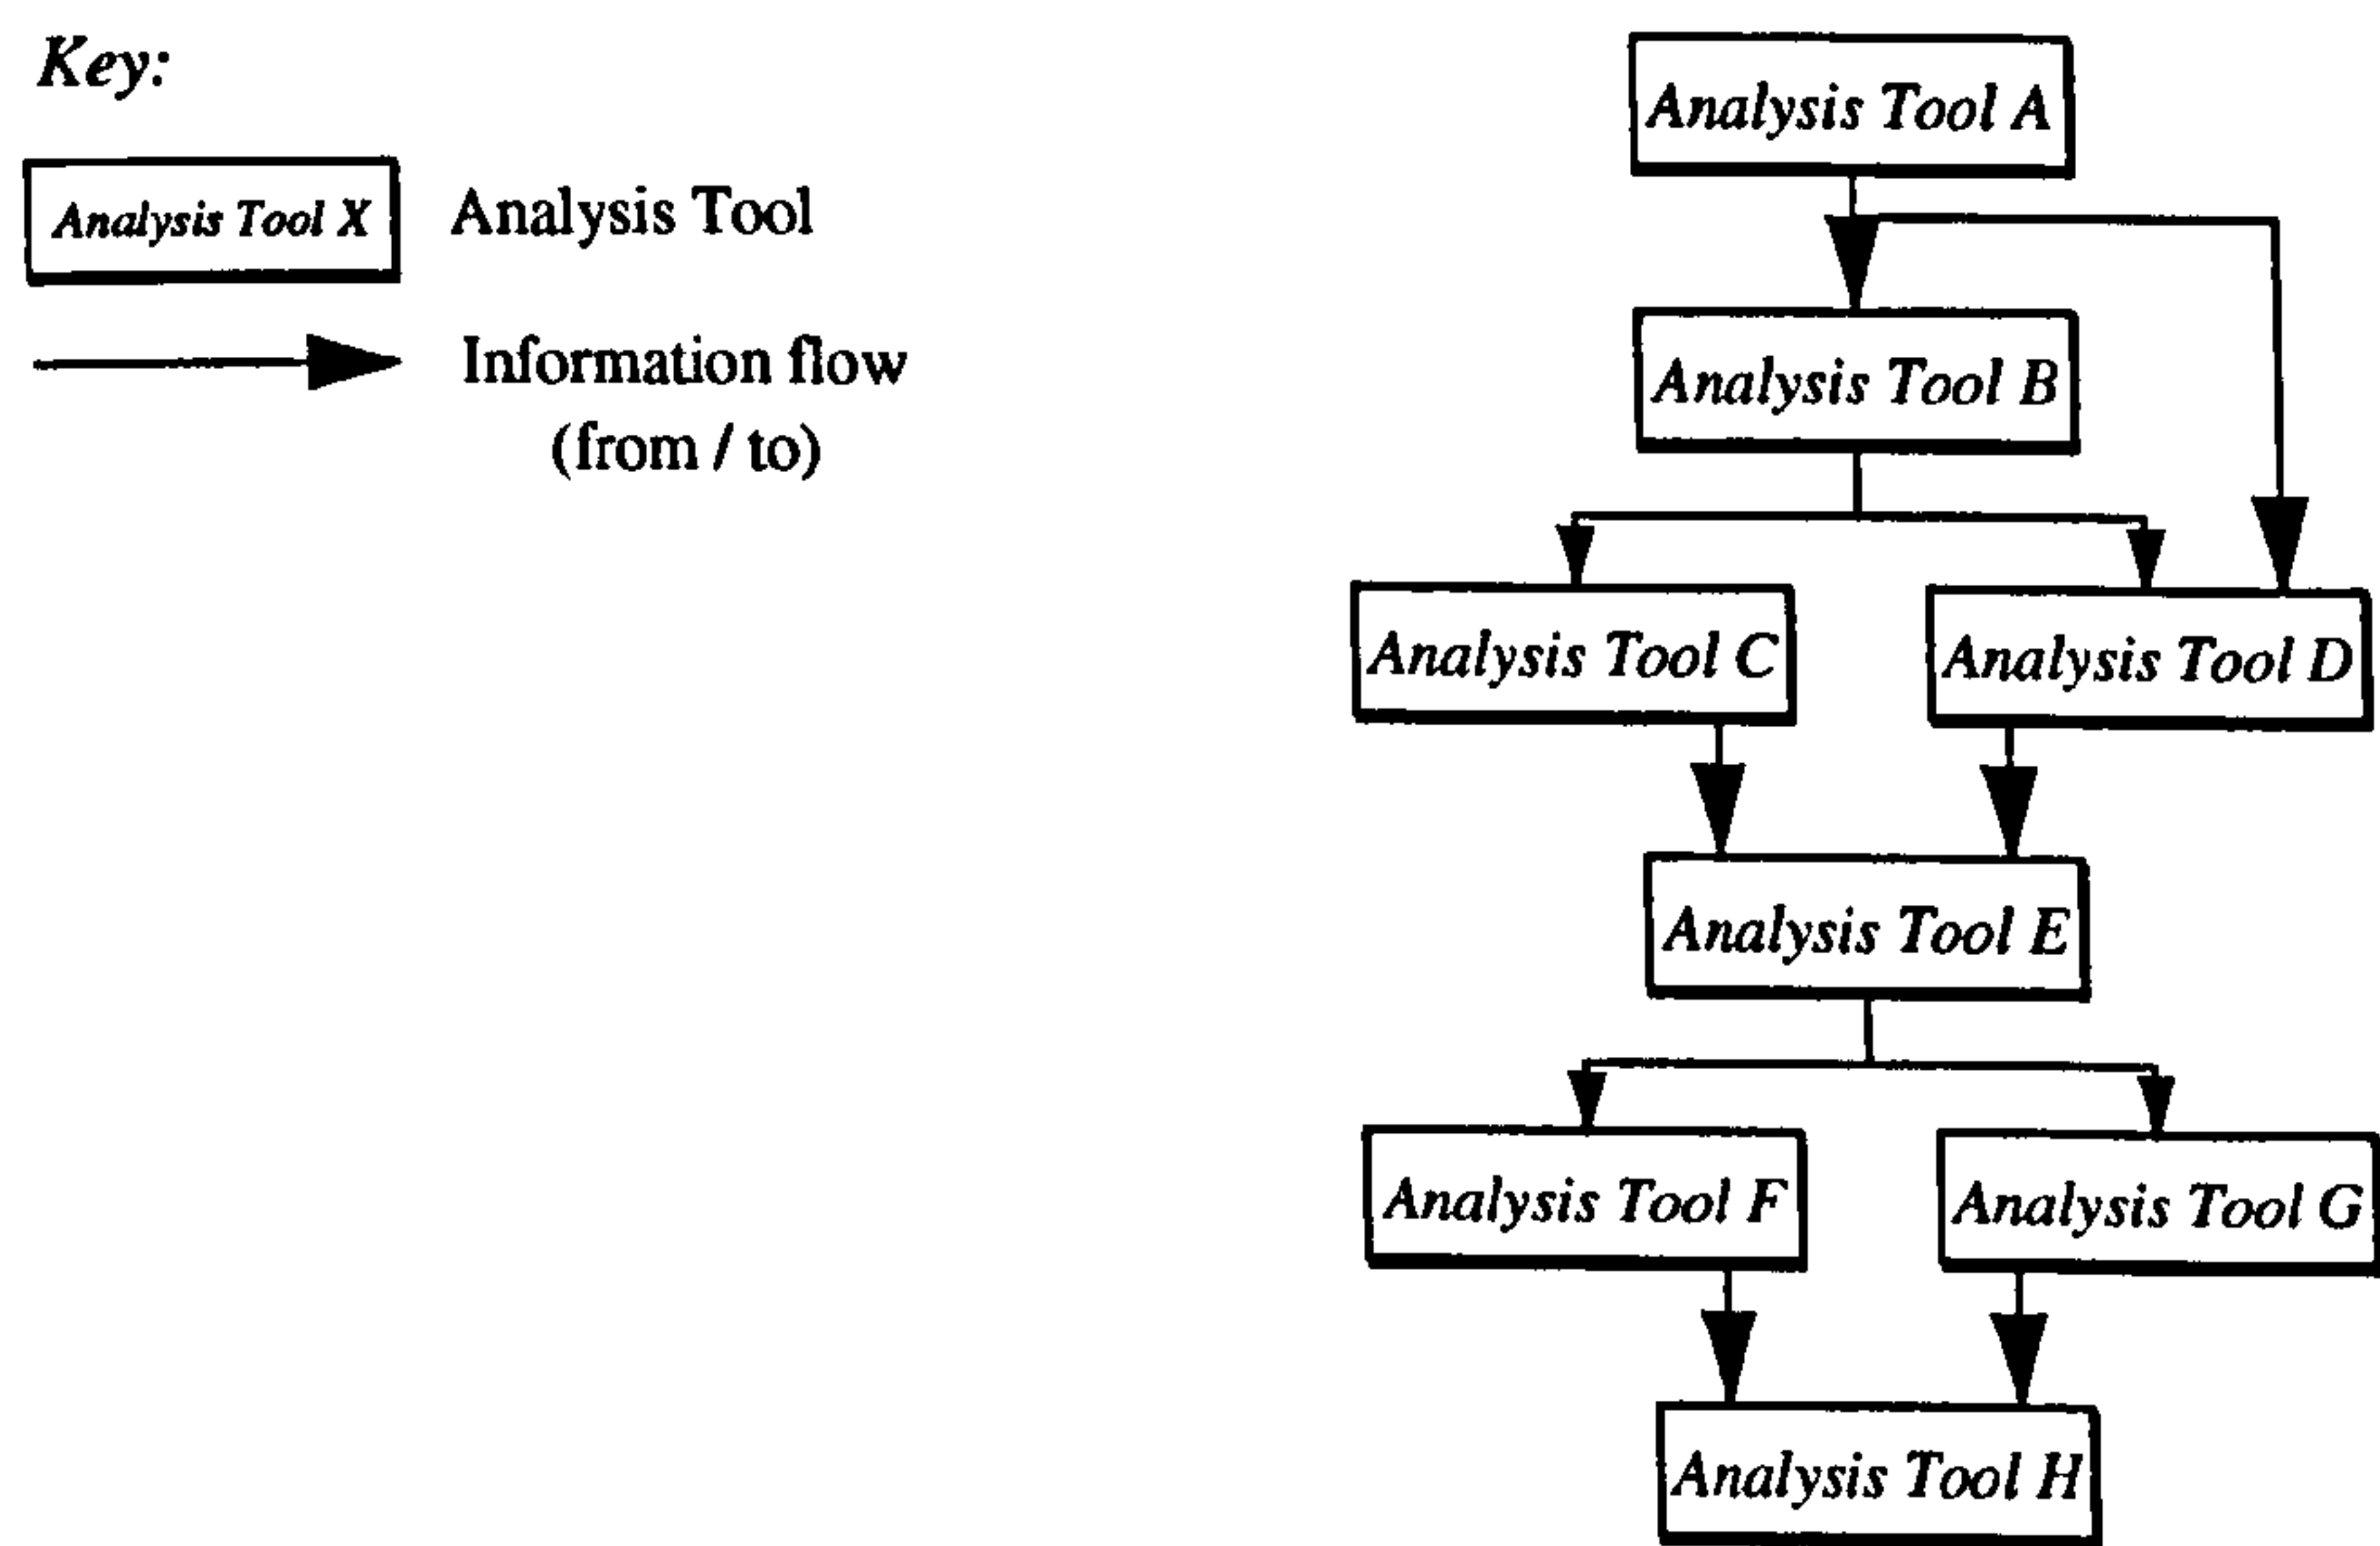 Key:
Analysis Tool X
Analysis Tool
Information flow
(from / to)
Analysis Tool A
Analysis Tool B
Analysis Tool C
Analysis Tool D
Analysis Tool E
Analysis Tool F
Analysis Tool G
Analysis Tool H